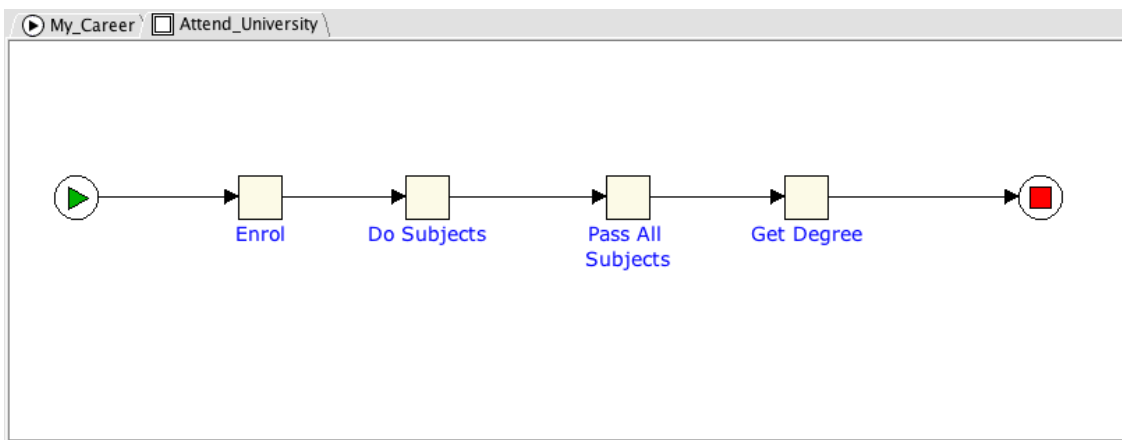 My_Career Attend_University
Enrol Do Subjects Pass All Get Degree
Subjects